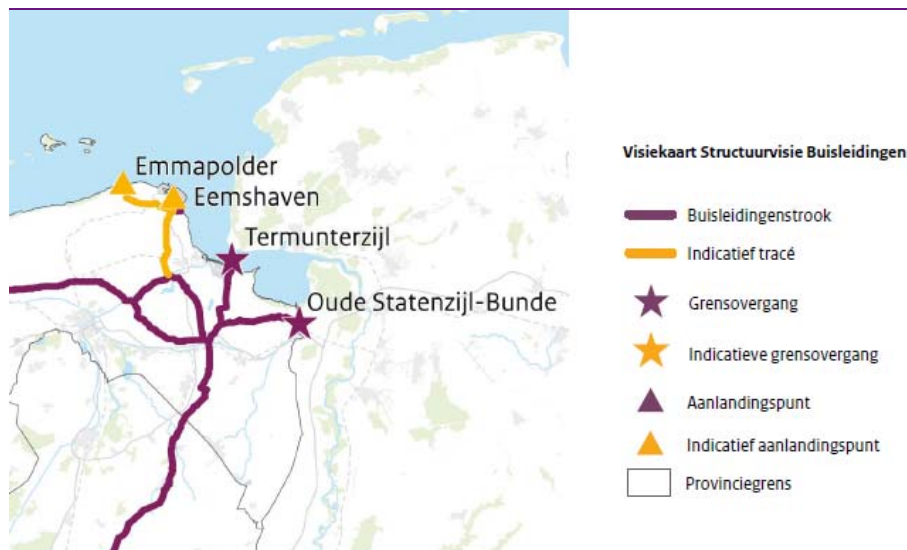 Emmapolder
Eemshaven
Termunterzijl
Oude Statenzijl-Bunde
Visiekaart Structuurvisie Buisleidingen
Buisleidingenstrook
Indicatief tracé
Grensovergang
Indicatieve grensovergang
Aanlandingspunt
Indicatief aanlandingspunt
Provinciegrens